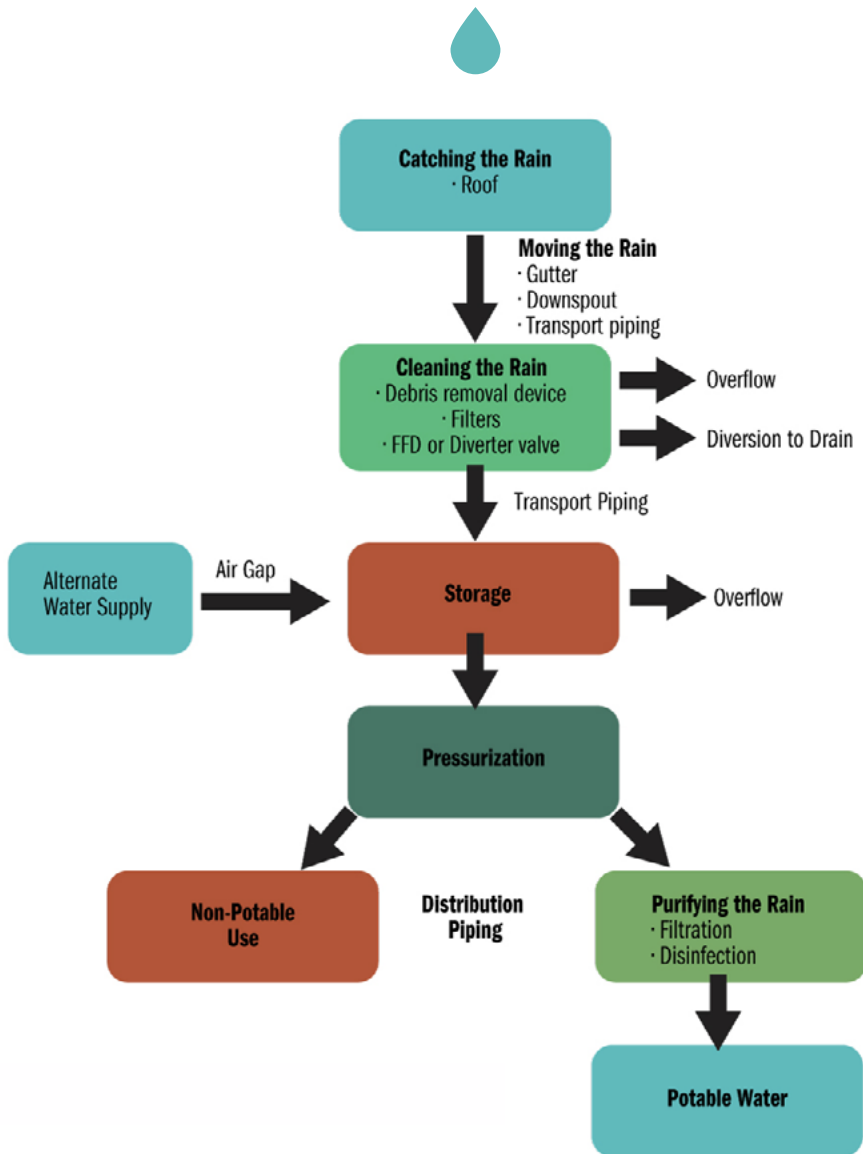 Catching the Rain
· Roof
Moving the Rain
· Gutter
· Downspout
· Transport piping
Cleaning the Rain
· Debris removal device
· Filters
· FFD or Diverter valve
Overflow
Diversion to Drain
Transport Piping
Alternate
Water Supply
Air Gap
Storage
Overflow
Pressurization
Non-Potable
Use
Distribution
Piping
Purifying the Rain
· Filtration
· Disinfection
Potable Water